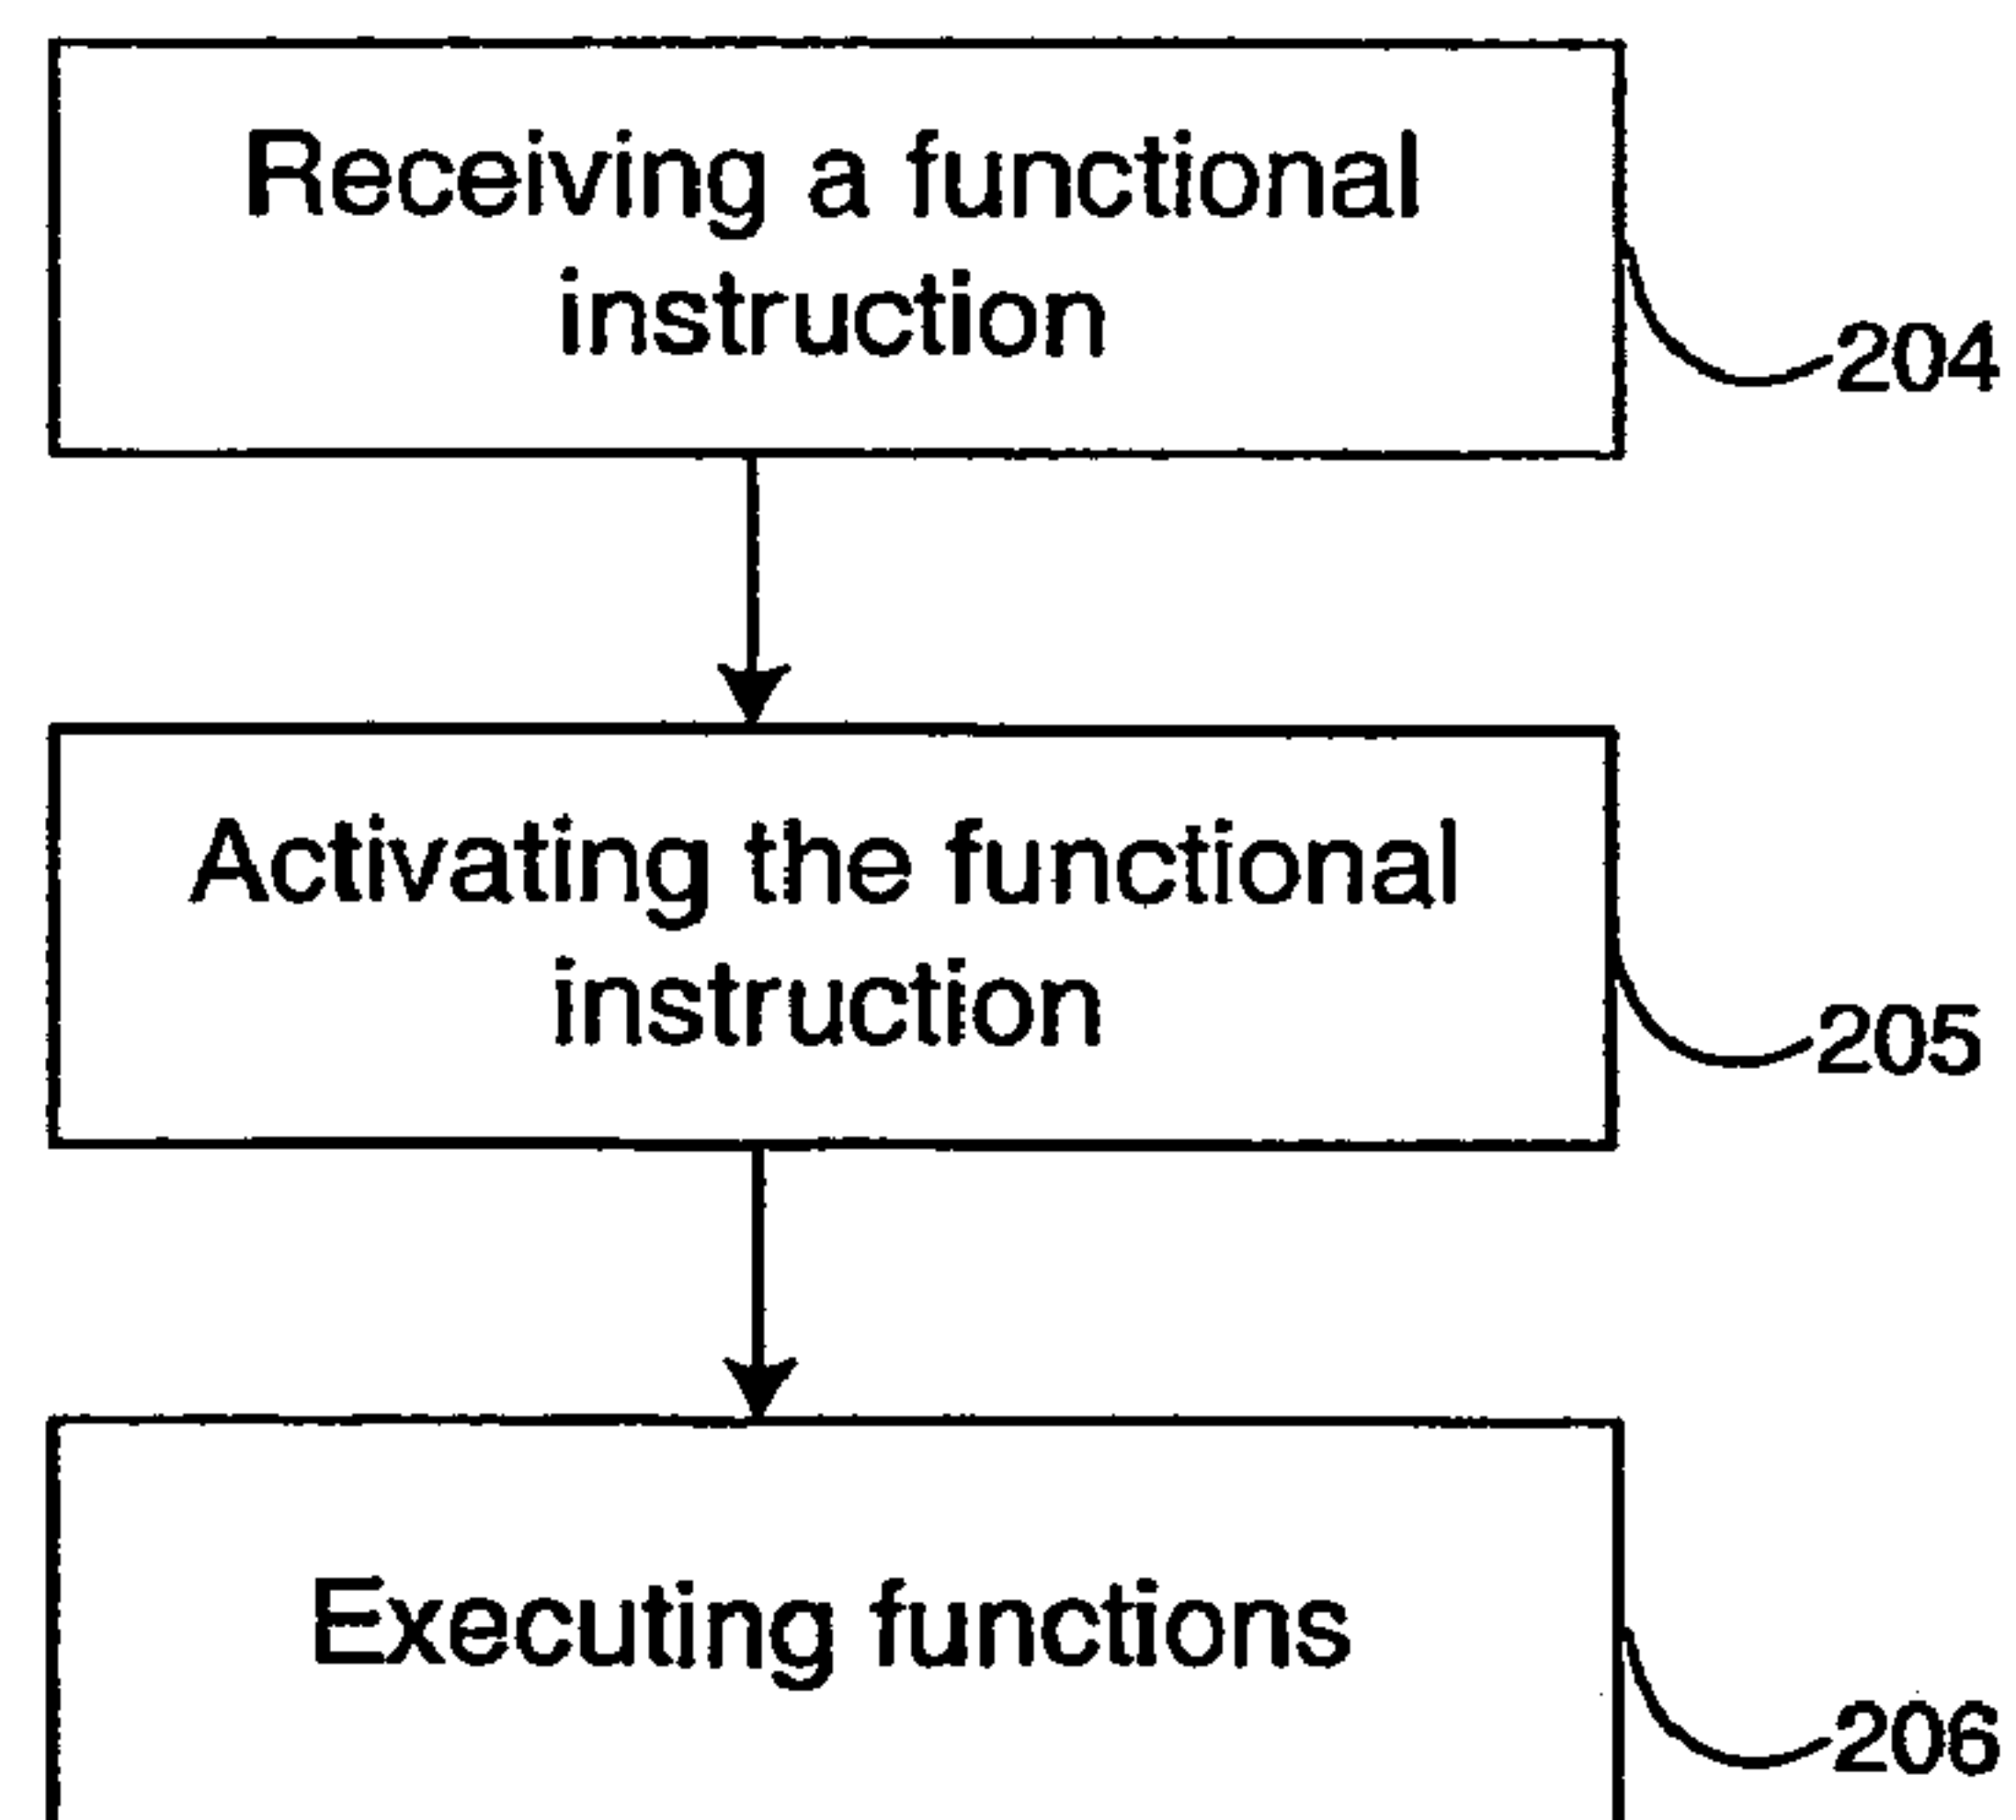 Receiving a functional
instruction
204
Activating the functional
instruction
205
Executing functions
206